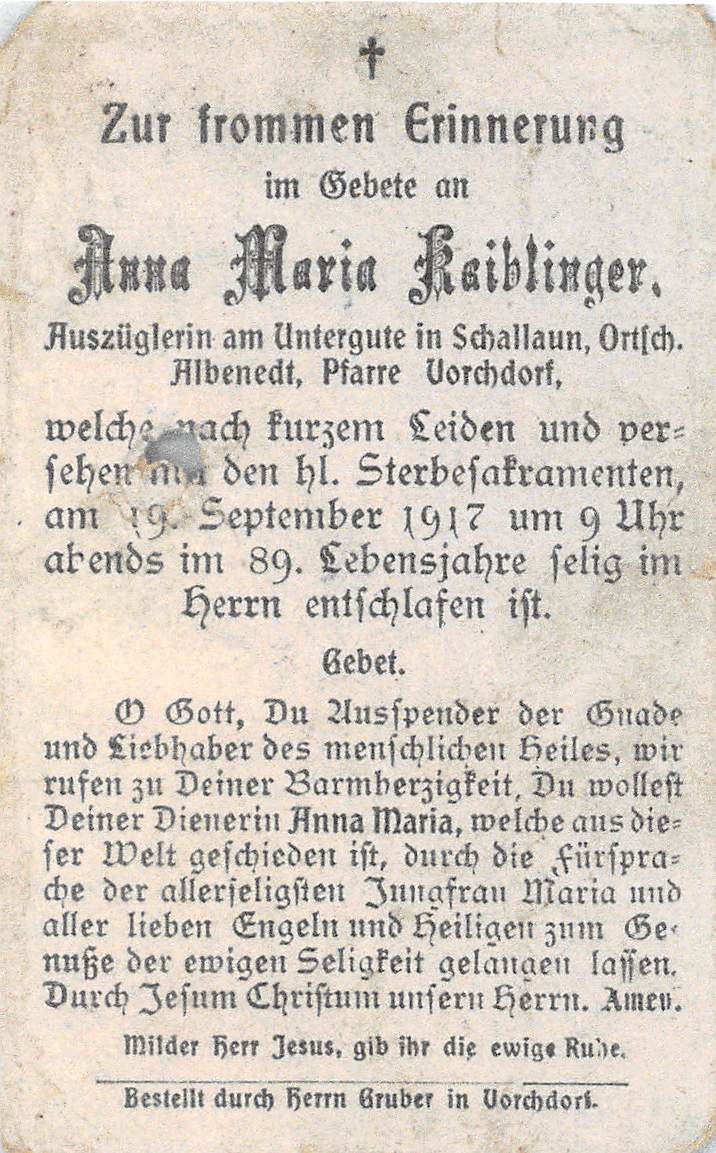 †
Zur frommen Erinnerung
im Gebete an
Anna Maria Kaiblinger.
Auszüglerin am Untergute in Schallaun, Ortsch.
Albenedt, Pfarre Vorchdorf,
welche nach kurzem Leiden und ver-
sehen mit den hl. Sterbesakramenten,
am 19. September 1917 um 9 Uhr
abends im 89. Lebensjahre selig im
Herrn entschlafen ist.
Gebet.
O Gott, Du Ausspender der Gnade
und Liebhaber des menschlichen Heiles, wir
rufen zu Deiner Barmherzigkeit, Du wollest
Deiner Dienerin Anna Maria, welche aus die-
ser Welt geschieden ist, durch die Fürspra-
che der allerseligsten Jungfrau Maria und
aller lieben Engeln und Heiligen zum Ge-
nuße der ewigen Seligkeit gelangen lassen.
Durch Jesum Christum unsern Herrn. Amen.
Milder Herr Jesus, gib ihr die ewige Ruhe.
Bestellt durch Herrn Gruber in Vorchdorf.